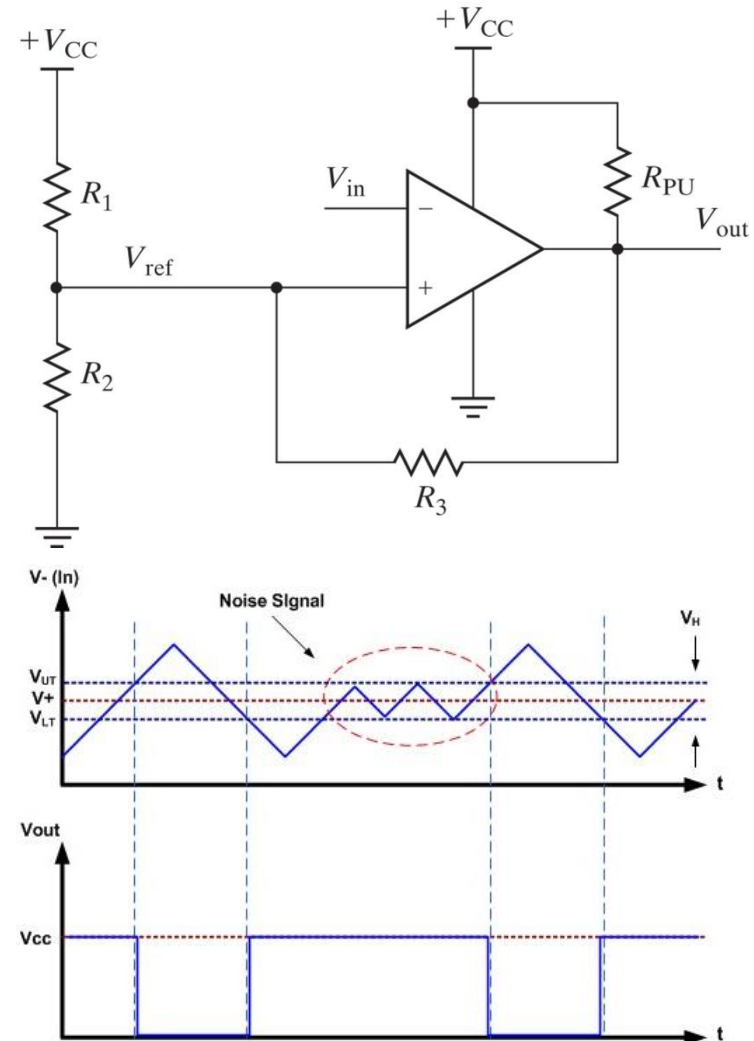 +VCC
+VCC
R1
Vin
−
RPU
Vout
Vref
+
R2
R3
V- (In)
Noise SIgnal
VH
VUT
V+
VLT
t
Vout
Vcc
t